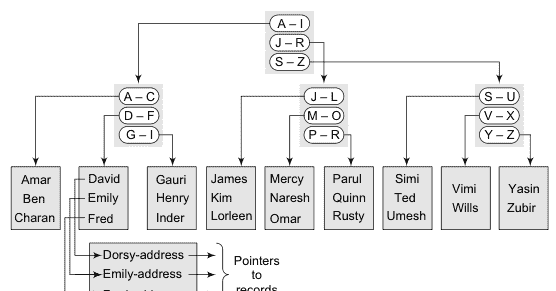 A – I
J – R
S – Z
A – C
D – F
G – I
J – L
M – O
P – R
S – U
V – X
Y – Z
Amar
Ben
Charan
David
Emily
Fred
Gauri
Henry
Inder
James
Kim
Lorleen
Mercy
Naresh
Omar
Parul
Quinn
Rusty
Simi
Ted
Umesh
Vimi
Wills
Yasin
Zubir
Dorsy-address
Emily-address
Pointers
to
records